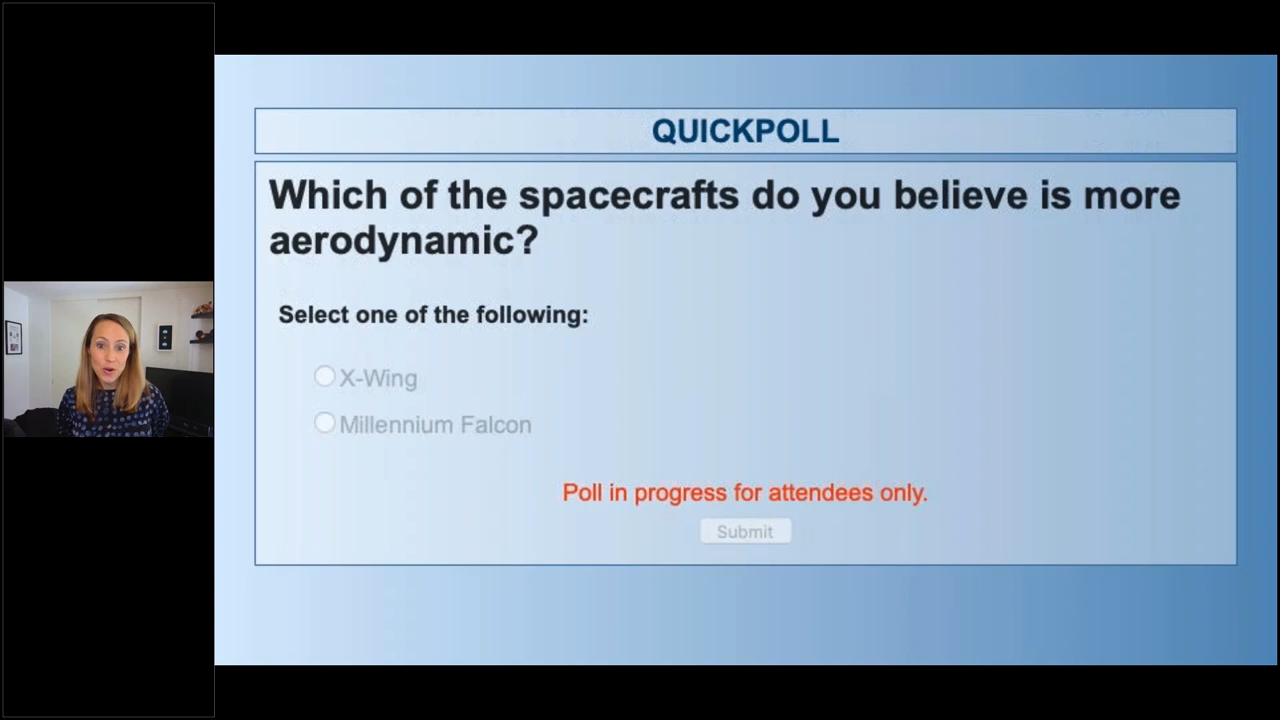 QUICKPOLL
Which of the spacecrafts do you believe is more
aerodynamic?
Select one of the following:
X-Wing
Millennium Falcon
Poll in progress for attendees only.
Submit